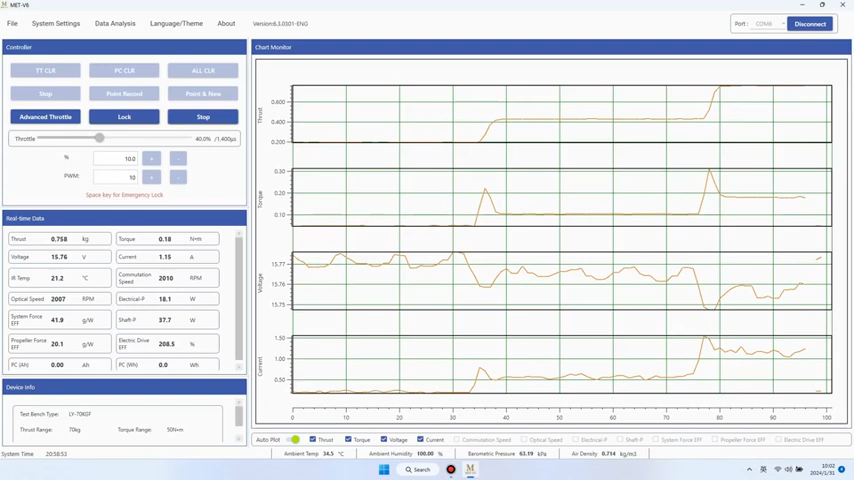 MET-V6
File System Settings Data Analysis Language/Theme About Version:6.3.0301-ENG Port : COM6 Disconnect
Controller
TT CLR PC CLR ALL CLR
Stop Point Record Point & New
Advanced Throttle Lock Stop
Throttle 40.0% /1,400μs
% 10.0 + -
PWM: 10 + -
Space key for Emergency Lock
Real-time Data
Thrust 0.758 kg Torque 0.18 N•m
Voltage 15.76 V Current 1.15 A
IR Temp 21.2 °C Commutation Speed 2010 RPM
Optical Speed 2007 RPM Electrical-P 18.1 W
System Force EFF 41.9 g/W Shaft-P 37.7 W
Propeller Force EFF 20.1 g/W Electric Drive EFF 208.5 %
PC (Ah) 0.00 Ah PC (Wh) 0.0 Wh
Device Info
Test Bench Type: LY-70KGF
Thrust Range: 70kg Torque Range: 50N•m
System Time 20:58:53
Chart Monitor
Thrust
0.600
0.400
0.200
Torque
0.30
0.20
0.10
Voltage
15.77
15.76
15.75
Current
1.50
1.00
0.50
0 10 20 30 40 50 60 70 80 90 100
Auto Plot Thrust Torque Voltage Current Commutation Speed Optical Speed Electrical-P Shaft-P System Force EFF Propeller Force EFF Electric Drive EFF
Ambient Temp 34.5 °C Ambient Humidity 100.00 % Barometric Pressure 63.19 kPa Air Density 0.714 kg/m3
Search
英
10:02
2024/1/31